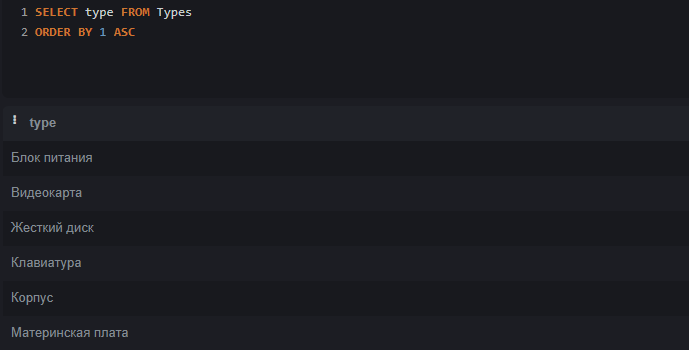 1 SELECT type FROM Types
2 ORDER BY 1 ASC
type
Блок питания
Видеокарта
Жесткий диск
Клавиатура
Корпус
Материнская плата